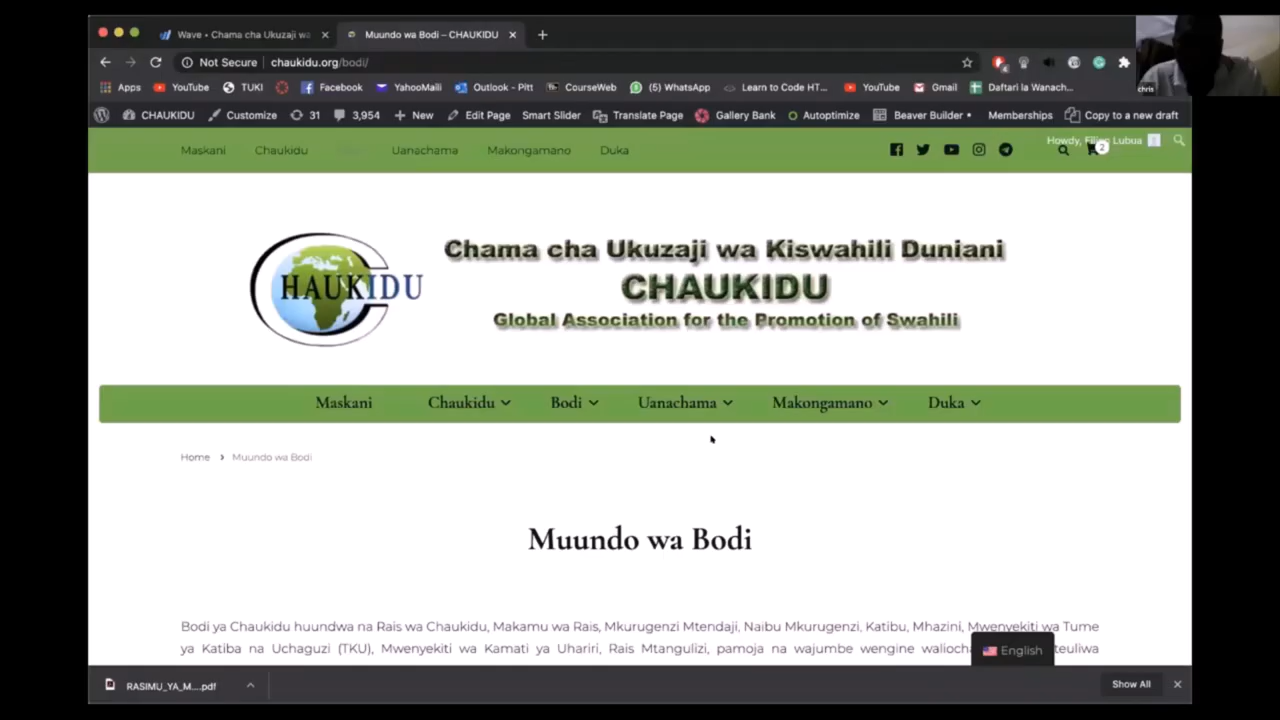 Wave • Chama cha Ukuzaji wa
Muundo wa Bodi – CHAUKIDU
Not Secure | chaukidu.org/bodi/
chris
Apps YouTube TUKI Facebook YahooMaili Outlook - Pitt CourseWeb (5) WhatsApp Learn to Code HT... YouTube Gmail Daftari la Wanach...
CHAUKIDU Customize 31 3,954 New Edit Page Smart Slider Translate Page Gallery Bank Autoptimize Beaver Builder Memberships Copy to a new draft
Howdy, Filipo Lubua
Maskani Chaukidu Uanachama Makongamano Duka
2
CHAUKIDU
Chama cha Ukuzaji wa Kiswahili Duniani
CHAUKIDU
Global Association for the Promotion of Swahili
Maskani Chaukidu Bodi Uanachama Makongamano Duka
Home › Muundo wa Bodi
Muundo wa Bodi
Bodi ya Chaukidu huundwa na Rais wa Chaukidu, Makamu wa Rais, Mkurugenzi Mtendaji, Naibu Mkurugenzi, Katibu, Mhazini, Mwenyekiti wa Tume
ya Katiba na Uchaguzi (TKU), Mwenyekiti wa Kamati ya Uhariri, Rais Mtangulizi, pamoja na wajumbe wengine
English
RASIMU_YA_M....pdf
Show All